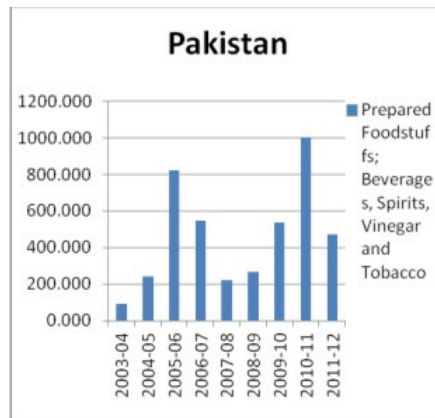 Pakistan
1200.000
1000.000
800.000
600.000
400.000
200.000
0.000
2003-04
2004-05
2005-06
2006-07
2007-08
2008-09
2009-10
2010-11
2011-12
Prepared
Foodstuf
fs;
Beverage
s, Spirits,
Vinegar
and
Tobacco